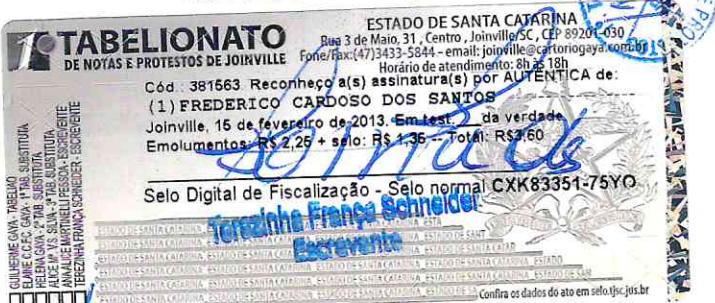 1º TABELIONATO
DE NOTAS E PROTESTOS DE JOINVILLE
ESTADO DE SANTA CATARINA
Rua 3 de Maio, 31, Centro, Joinville/SC, CEP 89201-030
Fone/Fax:(47)3433-5844 - email: joinville@cartoriogaya.com.br
Horário de atendimento: 8h às 18h
Cód.: 381563. Reconheço a(s) assinatura(s) por AUTÊNTICA de:
(1) FREDERICO CARDOSO DOS SANTOS
Joinville, 15 de fevereiro de 2013. Em test. da verdade
Emolumentos: R$ 2,25 + selo: R$ 1,35 -- Total: R$3,60
Selo Digital de Fiscalização - Selo normal CXK83351-75YO
Terezinha França Schneider
Escrevente
GUILHERME GAYA - TABELIÃO
ELAINE C.C.F.C. GAYA - 1ª TAB. SUBSTITUTA
HELENA GAYA - 2ª TAB. SUBSTITUTA
ALICE Mª Y.S. SILVA - 3ª TAB. SUBSTITUTA
ANA ALICE MARTINELLI PESSOA - ESCREVENTE
TEREZINHA FRANÇA SCHNEIDER - ESCREVENTE
Confira os dados do ato em selo.tjsc.jus.br